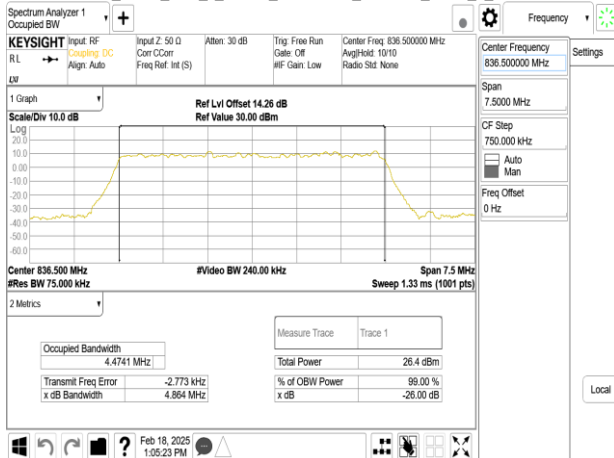 Spectrum Analyzer 1
Occupied BW
+
Frequency
KEYSIGHT
RL
LXI
Input: RF
Coupling: DC
Align: Auto
Input Z: 50 Ω
Corr CCorr
Freq Ref: Int (S)
Atten: 30 dB
Trig: Free Run
Gate: Off
#IF Gain: Low
Center Freq: 836.500000 MHz
Avg|Hold: 10/10
Radio Std: None
Center Frequency
836.500000 MHz
Settings
Span
7.5000 MHz
CF Step
750.000 kHz
Auto
Man
Freq Offset
0 Hz
Local
1 Graph
Scale/Div 10.0 dB
Ref Lvl Offset 14.26 dB
Ref Value 30.00 dBm
Log
20.0
10.0
0.00
-10.0
-20.0
-30.0
-40.0
-50.0
-60.0
Center 836.500 MHz
#Video BW 240.00 kHz
Span 7.5 MHz
#Res BW 75.000 kHz
Sweep 1.33 ms (1001 pts)
2 Metrics
Measure Trace
Trace 1
Occupied Bandwidth
4.4741 MHz
Total Power
26.4 dBm
Transmit Freq Error
-2.773 kHz
% of OBW Power
99.00 %
x dB Bandwidth
4.864 MHz
x dB
-26.00 dB
?
Feb 18, 2025
1:05:23 PM